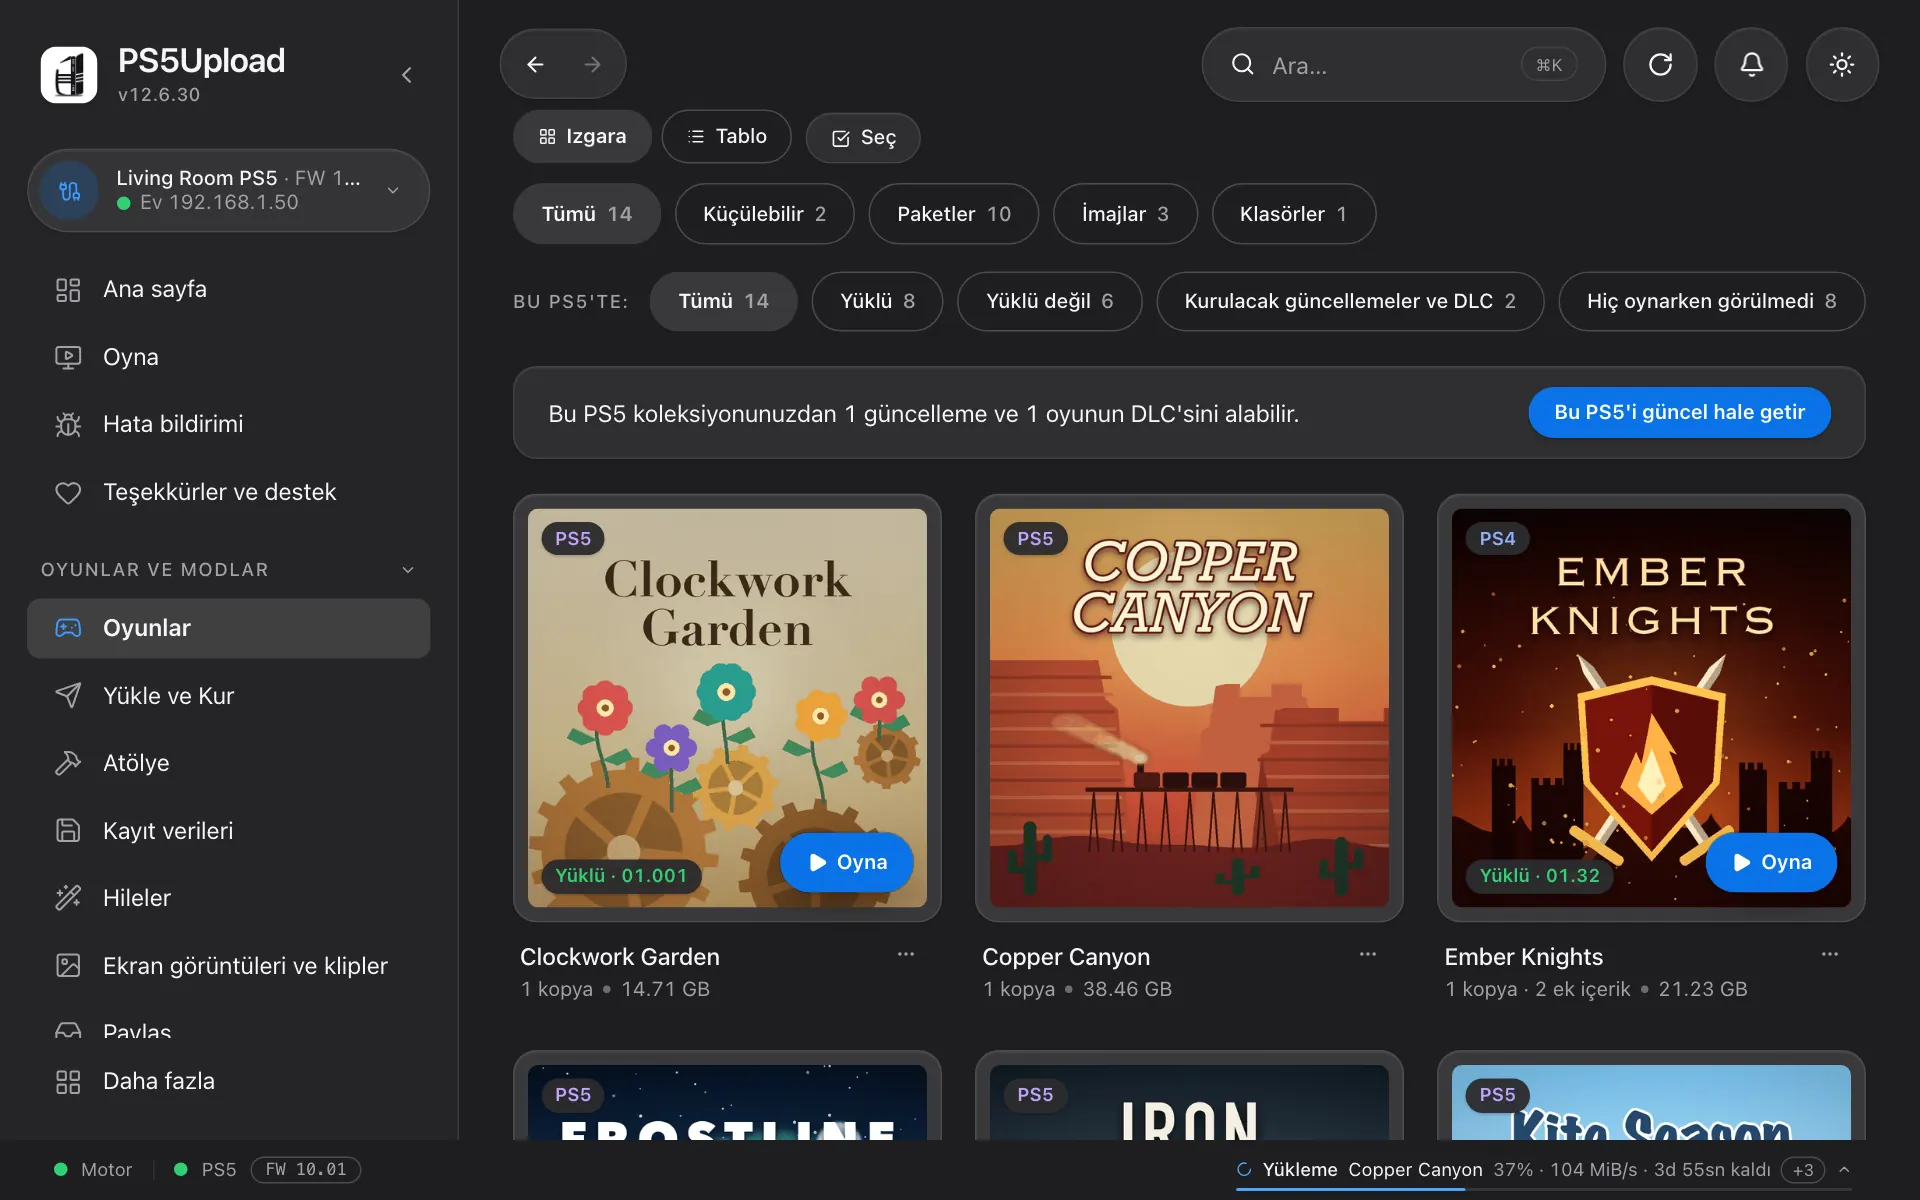 PS5Upload
v12.6.30
Living Room PS5 · FW 1...
Ev 192.168.1.50
Ana sayfa
Oyna
Hata bildirimi
Teşekkürler ve destek
OYUNLAR VE MODLAR
Oyunlar
Yükle ve Kur
Atölye
Kayıt verileri
Hileler
Ekran görüntüleri ve klipler
Paylaş
Daha fazla
Ara...
⌘K
Izgara
Tablo
Seç
Tümü 14
Küçülebilir 2
Paketler 10
İmajlar 3
Klasörler 1
BU PS5'TE:
Tümü 14
Yüklü 8
Yüklü değil 6
Kurulacak güncellemeler ve DLC 2
Hiç oynarken görülmedi 8
Bu PS5 koleksiyonunuzdan 1 güncelleme ve 1 oyunun DLC'sini alabilir.
Bu PS5'i güncel hale getir
PS5
Clockwork
Garden
Yüklü · 01.001
Oyna
Clockwork Garden
1 kopya • 14.71 GB
PS5
COPPER
CANYON
Copper Canyon
1 kopya • 38.46 GB
PS4
EMBER
KNIGHTS
Yüklü · 01.32
Oyna
Ember Knights
1 kopya · 2 ek içerik • 21.23 GB
PS5
FROSTLINE
PS5
IRON
PS5
Kite Season
Motor
PS5
FW 10.01
Yükleme Copper Canyon 37% · 104 MiB/s · 3d 55sn kaldı
+3